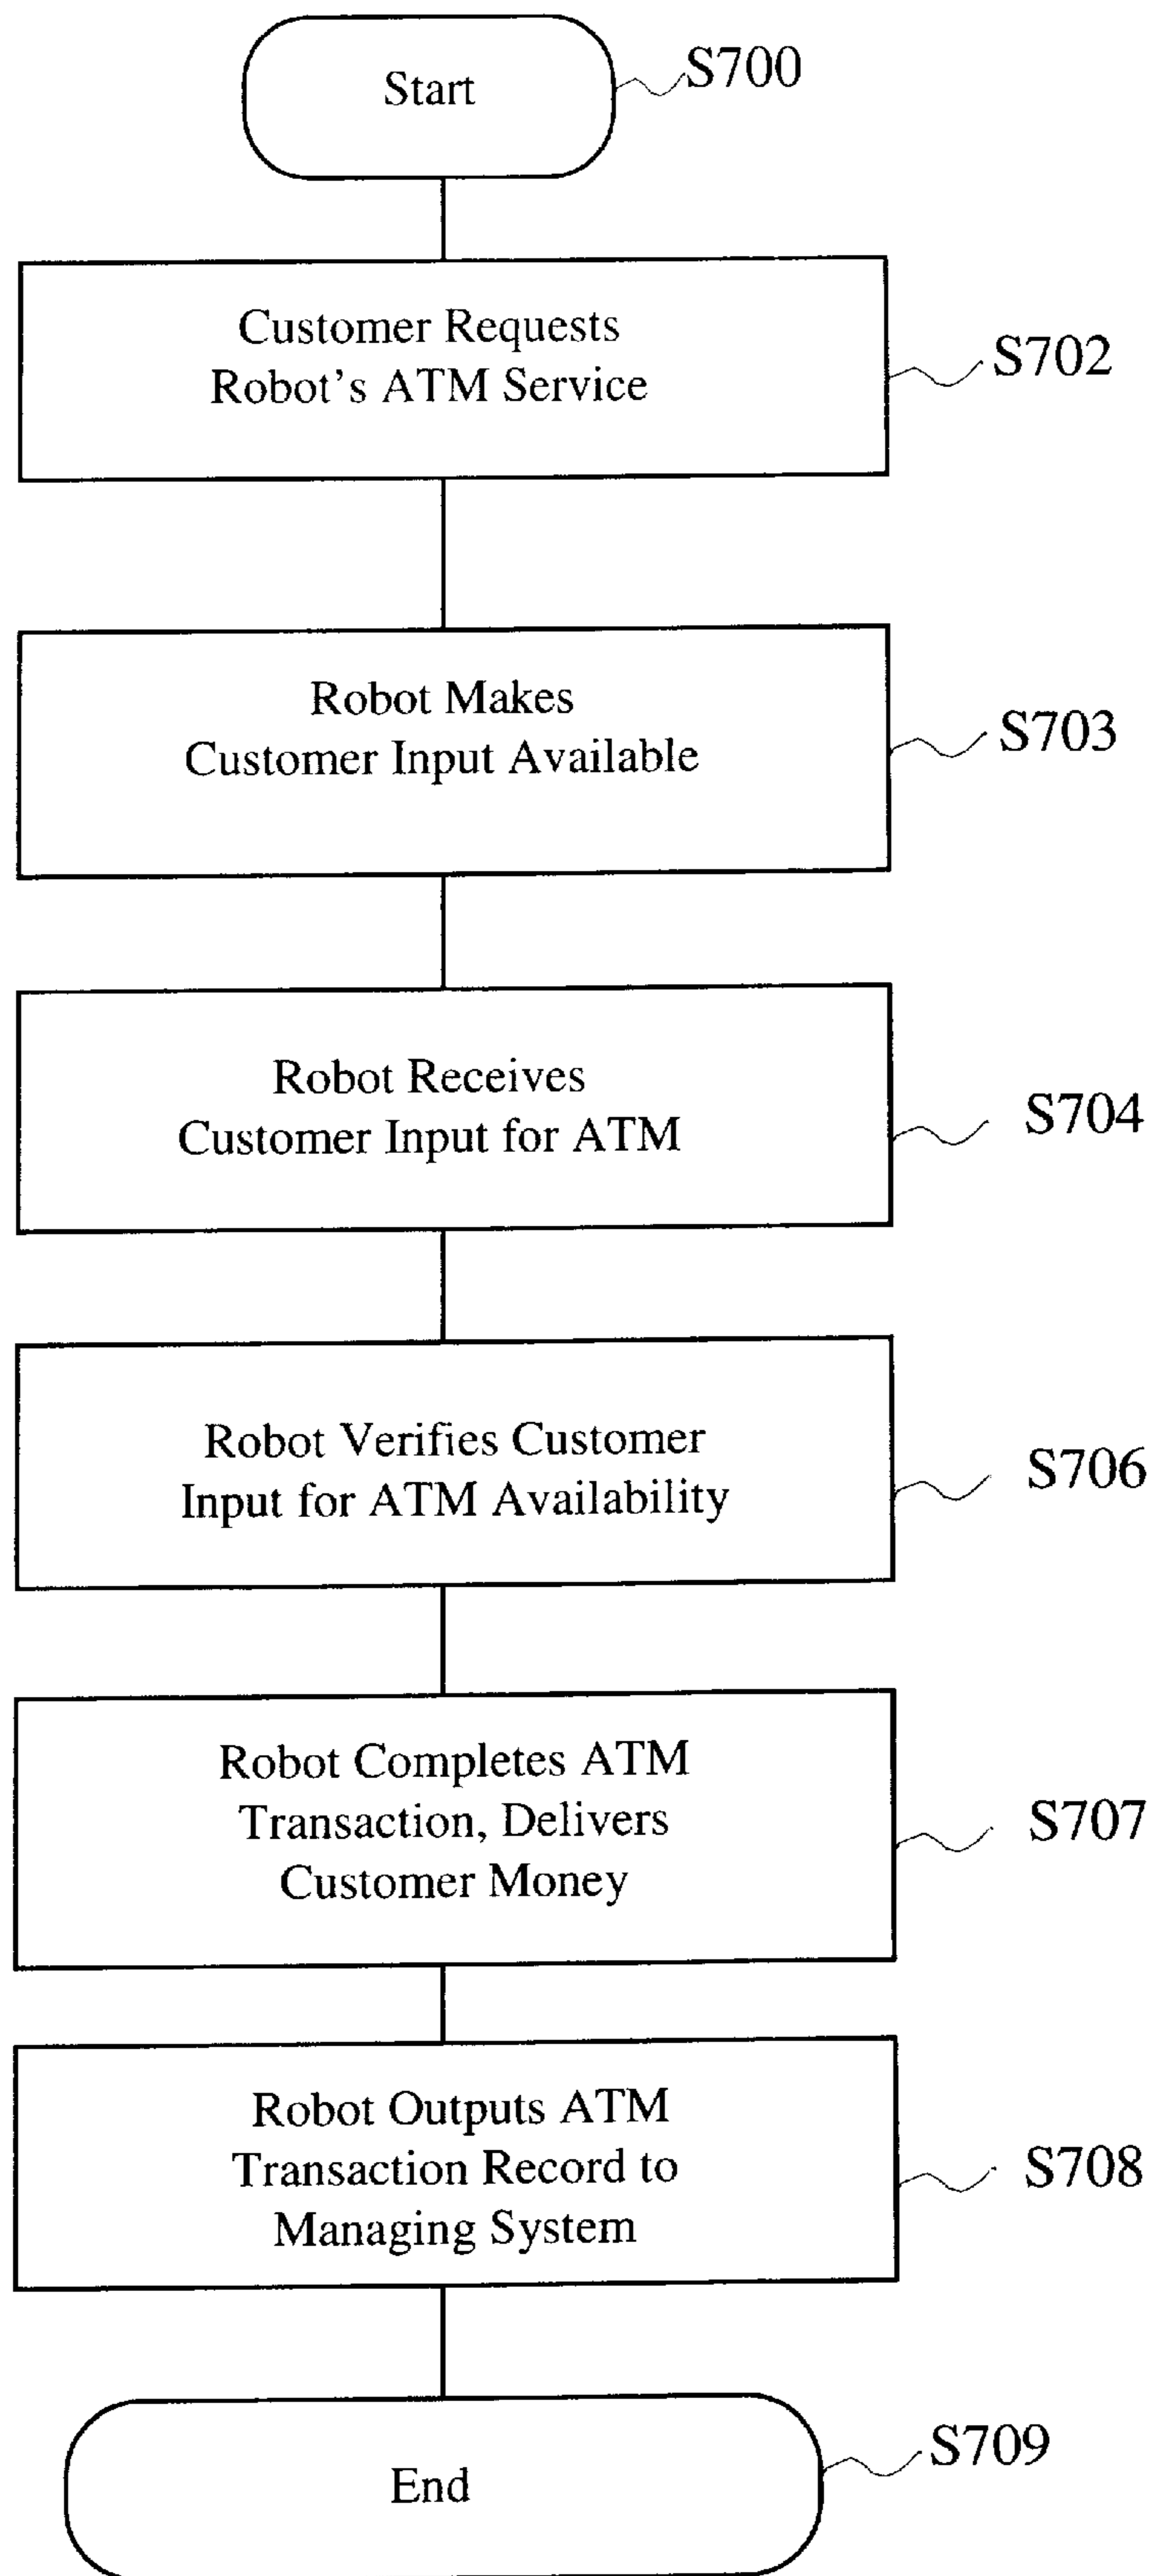 Start
S700
Customer Requests
Robot's ATM Service
S702
Robot Makes
Customer Input Available
S703
Robot Receives
Customer Input for ATM
S704
Robot Verifies Customer
Input for ATM Availability
S706
Robot Completes ATM
Transaction, Delivers
Customer Money
S707
Robot Outputs ATM
Transaction Record to
Managing System
S708
End
S709